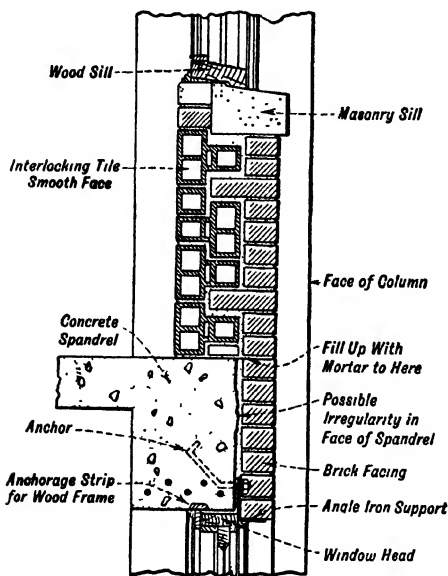 Wood Sill
Masonry Sill
Interlocking Tile
Smooth Face
Face of Column
Concrete
Spandrel
Fill Up With
Mortar to Here
Possible
Irregularity in
Face of Spandrel
Anchor
Brick Facing
Anchorage Strip
for Wood Frame
Angle Iron Support
Window Head